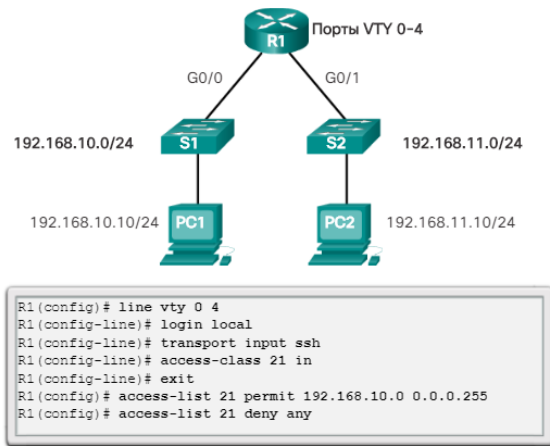 Порты VTY 0-4
R1
G0/0
G0/1
192.168.10.0/24
S1
S2
192.168.11.0/24
192.168.10.10/24
PC1
PC2
192.168.11.10/24
R1(config)# line vty 0 4
R1(config-line)# login local
R1(config-line)# transport input ssh
R1(config-line)# access-class 21 in
R1(config-line)# exit
R1(config)# access-list 21 permit 192.168.10.0 0.0.0.255
R1(config)# access-list 21 deny any